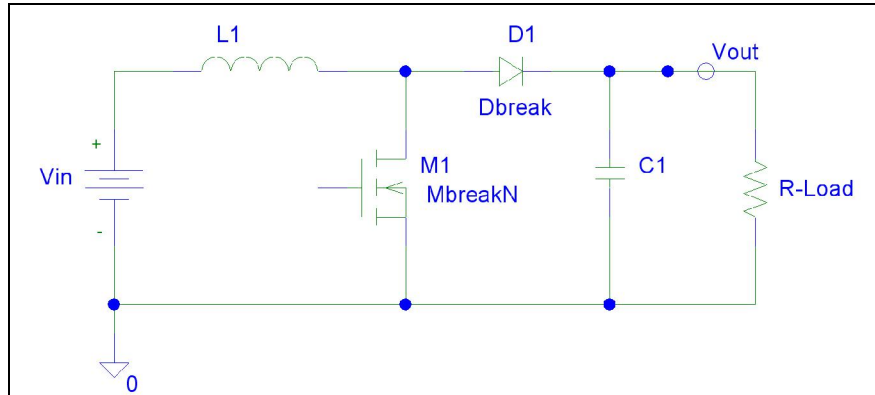 L1
D1
Vout
Dbreak
+
Vin
-
M1
MbreakN
C1
R-Load
0